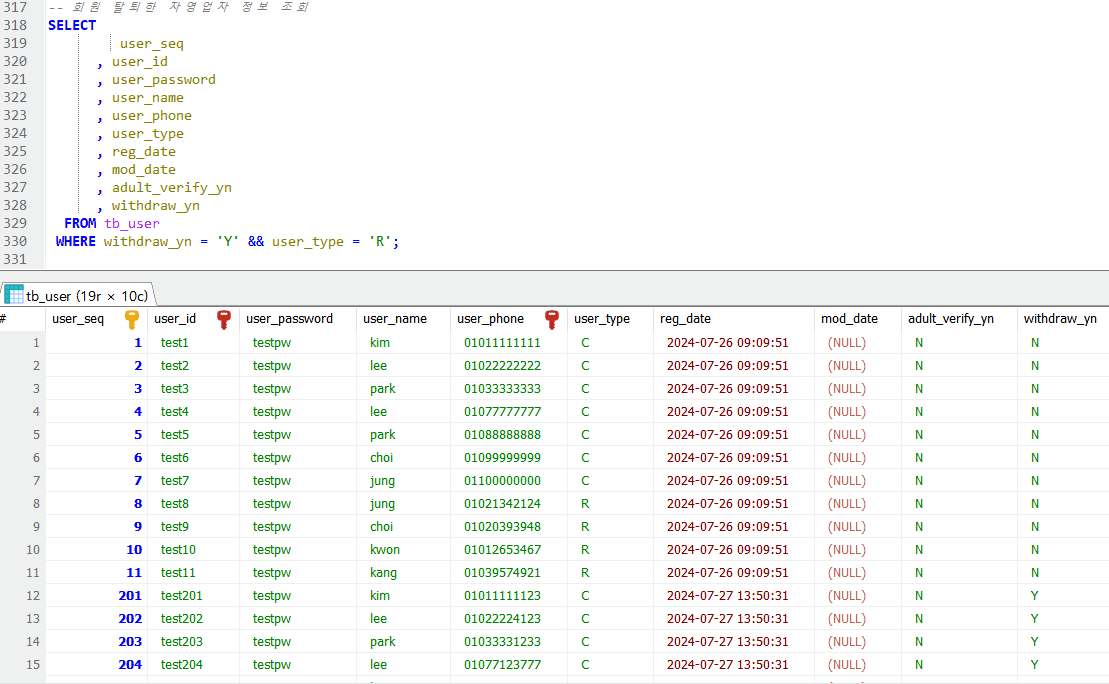 317 -- 회원 탈퇴한 자영업자 정보 조회
318 SELECT
319 user_seq
320 , user_id
321 , user_password
322 , user_name
323 , user_phone
324 , user_type
325 , reg_date
326 , mod_date
327 , adult_verify_yn
328 , withdraw_yn
329 FROM tb_user
330 WHERE withdraw_yn = 'Y' && user_type = 'R';
331
tb_user (19r × 10c)
# user_seq user_id user_password user_name user_phone user_type reg_date mod_date adult_verify_yn withdraw_yn
1 1 test1 testpw kim 01011111111 C 2024-07-26 09:09:51 (NULL) N N
2 2 test2 testpw lee 01022222222 C 2024-07-26 09:09:51 (NULL) N N
3 3 test3 testpw park 01033333333 C 2024-07-26 09:09:51 (NULL) N N
4 4 test4 testpw lee 01077777777 C 2024-07-26 09:09:51 (NULL) N N
5 5 test5 testpw park 01088888888 C 2024-07-26 09:09:51 (NULL) N N
6 6 test6 testpw choi 01099999999 C 2024-07-26 09:09:51 (NULL) N N
7 7 test7 testpw jung 01100000000 C 2024-07-26 09:09:51 (NULL) N N
8 8 test8 testpw jung 01021342124 R 2024-07-26 09:09:51 (NULL) N N
9 9 test9 testpw choi 01020393948 R 2024-07-26 09:09:51 (NULL) N N
10 10 test10 testpw kwon 01012653467 R 2024-07-26 09:09:51 (NULL) N N
11 11 test11 testpw kang 01039574921 R 2024-07-26 09:09:51 (NULL) N N
12 201 test201 testpw kim 01011111123 C 2024-07-27 13:50:31 (NULL) N Y
13 202 test202 testpw lee 01022224123 C 2024-07-27 13:50:31 (NULL) N Y
14 203 test203 testpw park 01033331233 C 2024-07-27 13:50:31 (NULL) N Y
15 204 test204 testpw lee 01077123777 C 2024-07-27 13:50:31 (NULL) N Y